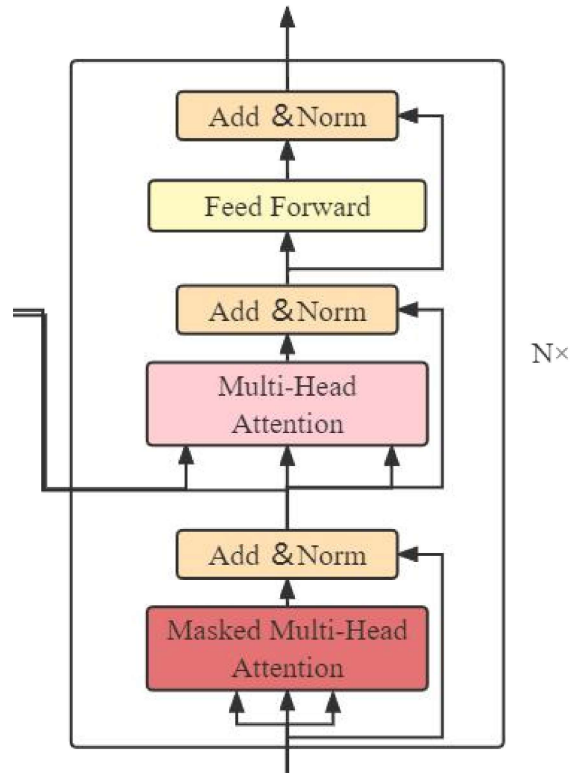 Add &Norm
Feed Forward
Add &Norm
N×
Multi-Head
Attention
Add &Norm
Masked Multi-Head
Attention